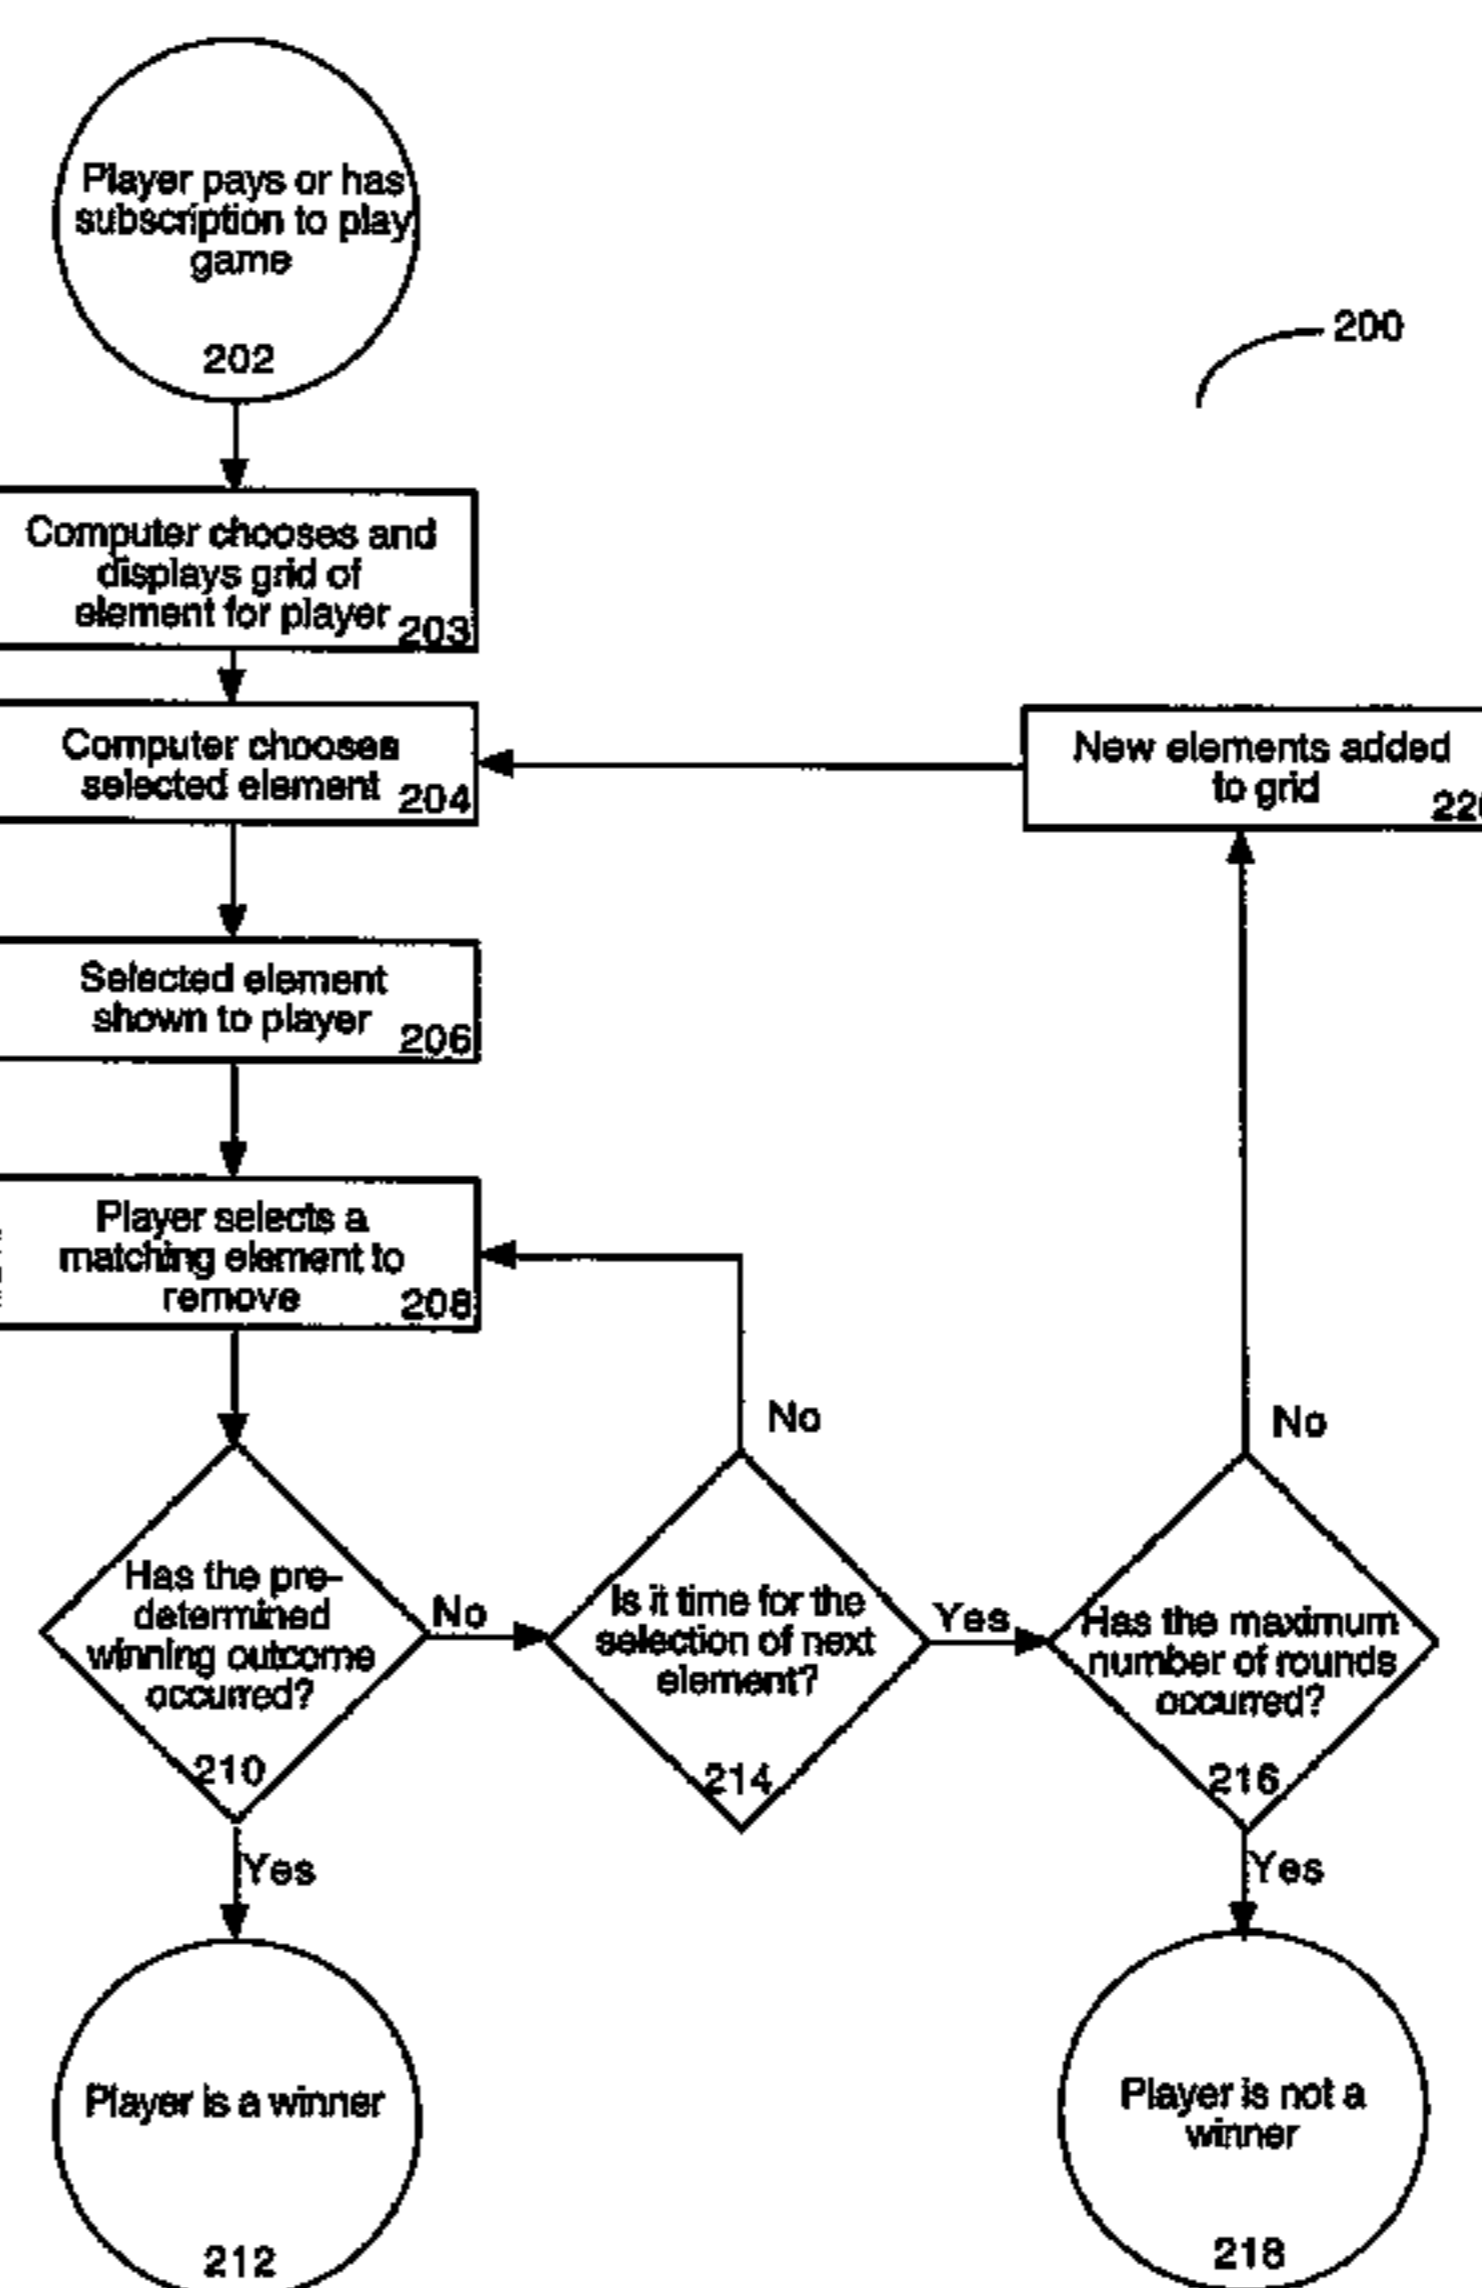 Player pays or has
subscription to play
game
202
200
Computer chooses and
displays grid of
element for player
203
Computer chooses
selected element
204
New elements added
to grid
Selected element
shown to player
206
Player selects a
matching element to
remove
208
No
No
Has the pre-
determined
winning outcome
occurred?
210
No
Is it time for the
selection of next
element?
214
Yes
Has the maximum
number of rounds
occurred?
216
Yes
Yes
Player is a winner
212
Player is not a
winner
218